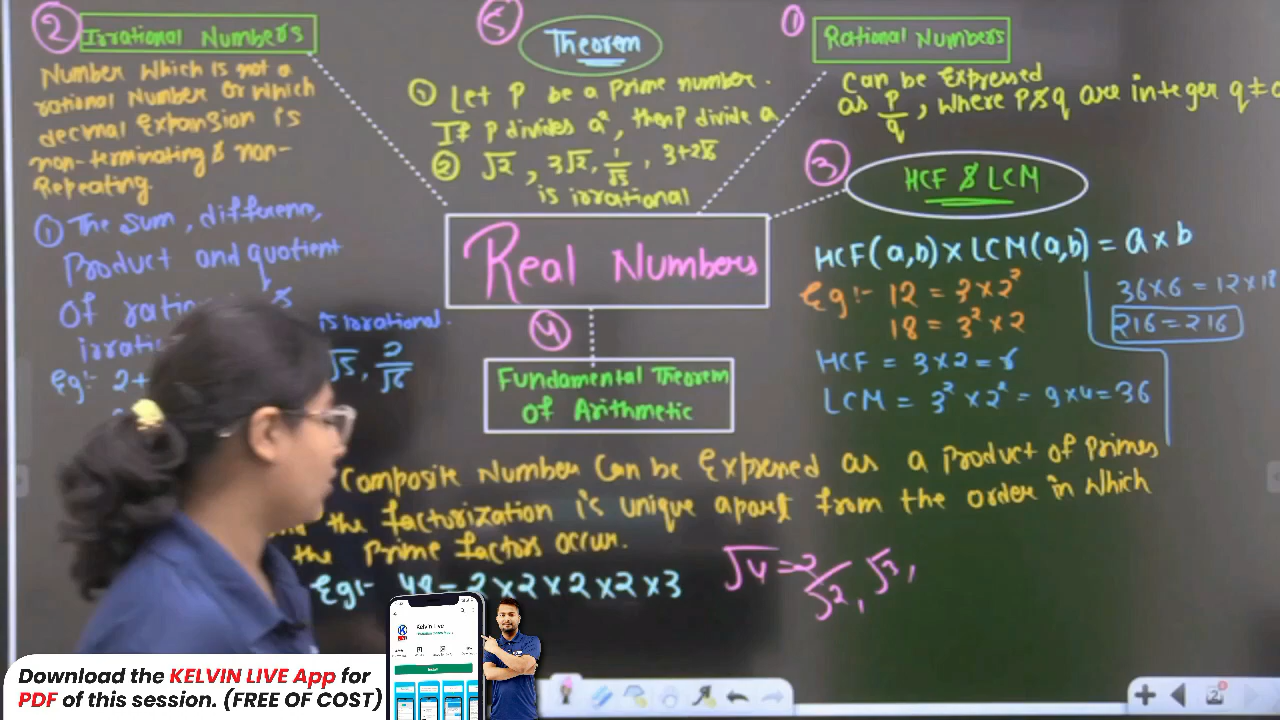 ② Irrational Numbers
Number which is not a
rational Number or which
decimal Expansion is
non-terminating & non-
Repeating.
① The sum, difference,
Product and quotient
Of
is irrational.
Eg:- 2+
√5, 2/√6
⑤ Theorem
① Let P be a Prime number.
If P divides a², then P divide a
② √2, 3√2, 1/√5,
is irrational
① Rational Numbers
Can be Expressed
as P/q, where P & q are integer q ≠
③ HCF & LCM
HCF(a,b) × LCM(a,b) = a × b
Eg:- 12 = 3 × 2²
18 = 3² × 2
HCF = 3 × 2 = 6
LCM = 3² × 2² = 9 × 4 = 36
36 × 6 = 12 × 18
216 = 216
Real Numbers
④
Fundamental Theorem
Of Arithmetic
Composite Number Can be Expressed as a Product of Primes
the factorization is unique apart from the order in which
the Prime factors occur.
Eg:- 48 = 2 × 2 × 2 × 2 × 3
√4 = 2
√2, √3,
Kelvin Live
Download the KELVIN LIVE App for
PDF of this session. (FREE OF COST)